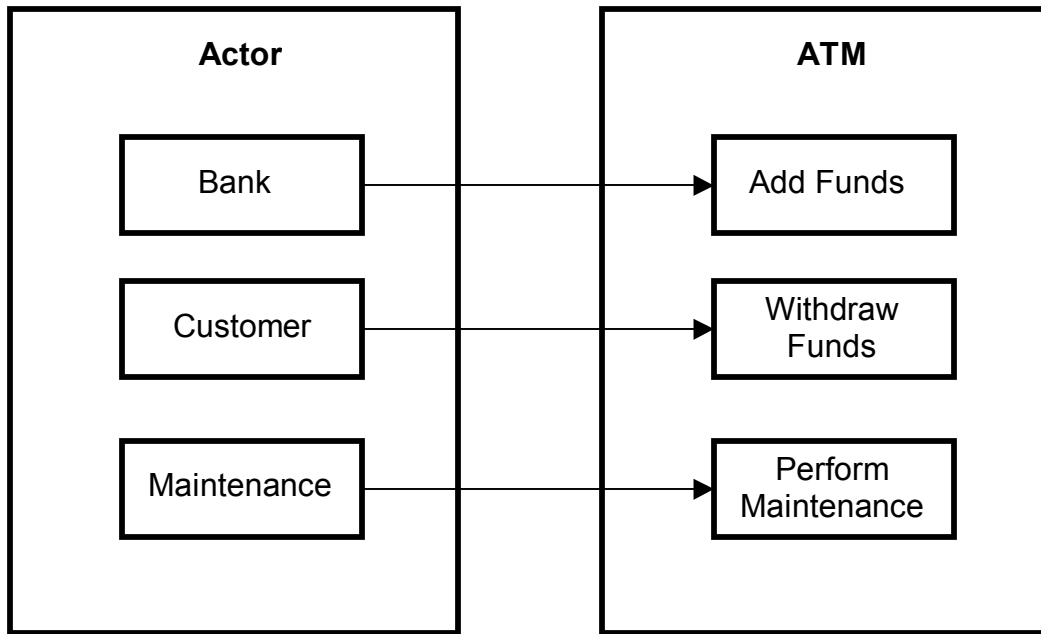 Actor
Bank
Customer
Maintenance
ATM
Add Funds
Withdraw
Funds
Perform
Maintenance